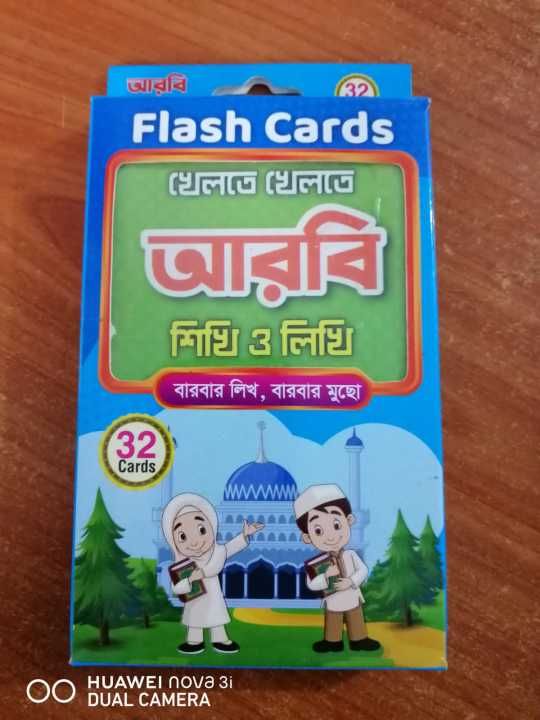 আরবি
32
Flash Cards
খেলতে খেলতে
আরবি
শিখি ও লিখি
বারবার লিখ, বারবার মুছো
32
Cards
HUAWEI nova 3i
DUAL CAMERA